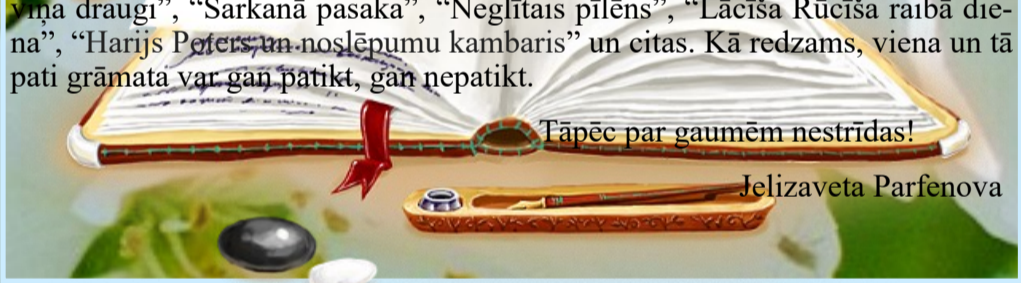 viņa draugi”, “Sarkanā pasaka”, “Neglītais pīlēns”, “Lācīša Rūcīša raibā die-
na”, “Harijs Peters un noslēpumu kambaris” un citas. Kā redzams, viena un tā
pati grāmata var gan patikt, gan nepatikt.
Tāpēc par gaumēm nestrīdas!
Jelizaveta Parfenova